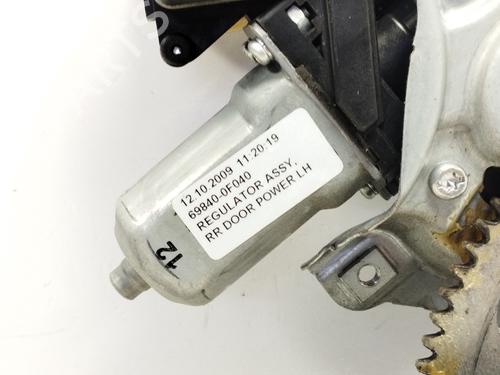 12.10.2009 11:20:19
69840-0F040
REGULATOR ASSY,
RR DOOR POWER LH
12